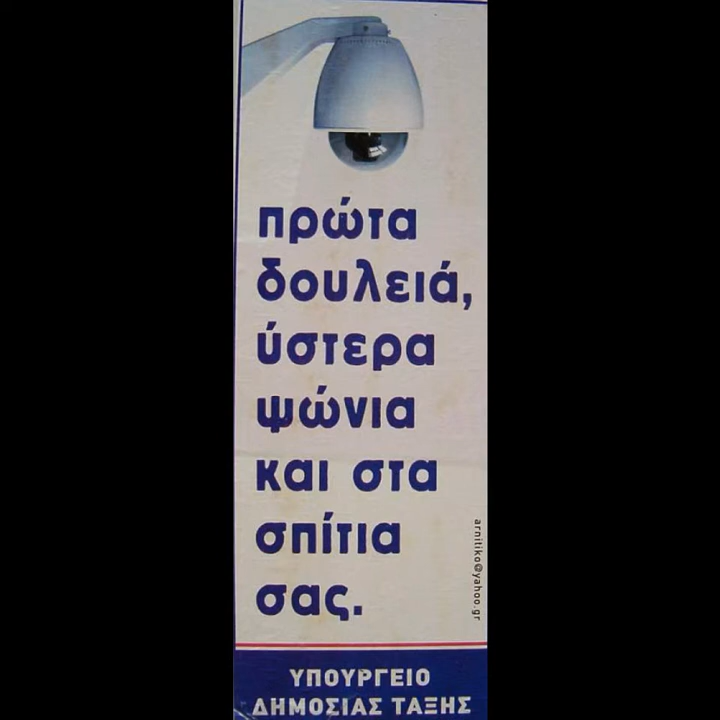 πρώτα
δουλειά,
ύστερα
ψώνια
και στα
σπίτια
σας.
arnitiko@yahoo.gr
ΥΠΟΥΡΓΕΙΟ
ΔΗΜΟΣΙΑΣ ΤΑΞΗΣ